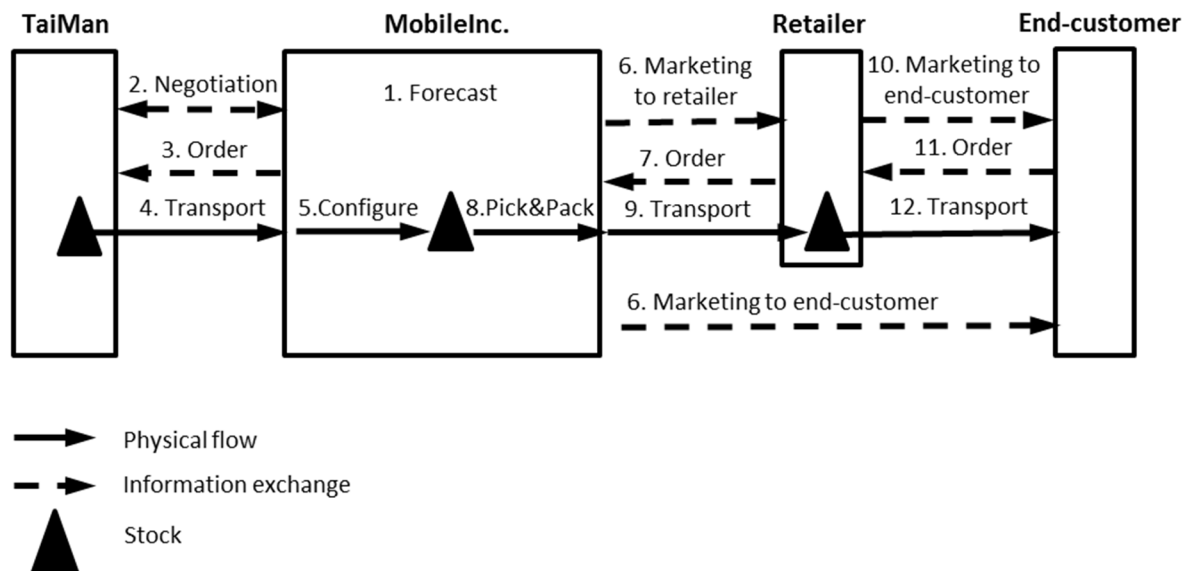 TaiMan
MobileInc.
Retailer
End-customer
2. Negotiation
1. Forecast
6. Marketing
to retailer
10. Marketing to
end-customer
3. Order
7. Order
11. Order
4. Transport
5.Configure
8.Pick&Pack
9. Transport
12. Transport
6. Marketing to end-customer
Physical flow
Information exchange
Stock